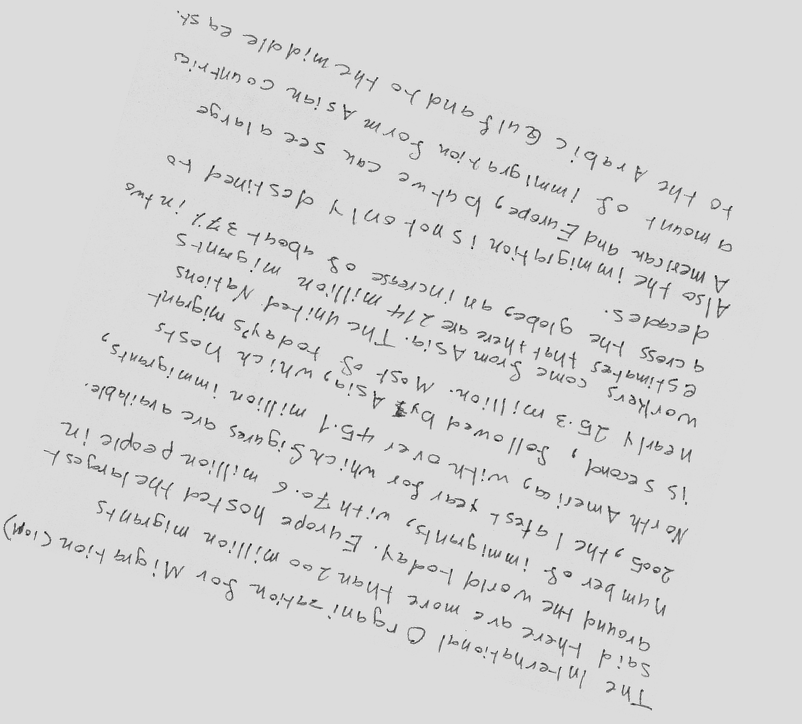 The International Organization for Migration (IOM)
said there are more than 200 million migrants
around the world today. Europe hosted the largest
number of immigrants, with 70.6 million people in
2005, the latest year for which figures are available.
North America, with over 45.1 million immigrants,
is second, followed by Asia, which hosts
nearly 25.3 million. Most of today's migrant
workers come from Asia. The united Nations
estimates that there are 214 million migrants
across the globe, an increase of about 37% in two
decades.
Also the immigration is not only destined to
American and Europe, but we can see a large
amount of immigration form Asian countries
to the Arabic Gulf and to the middle east.